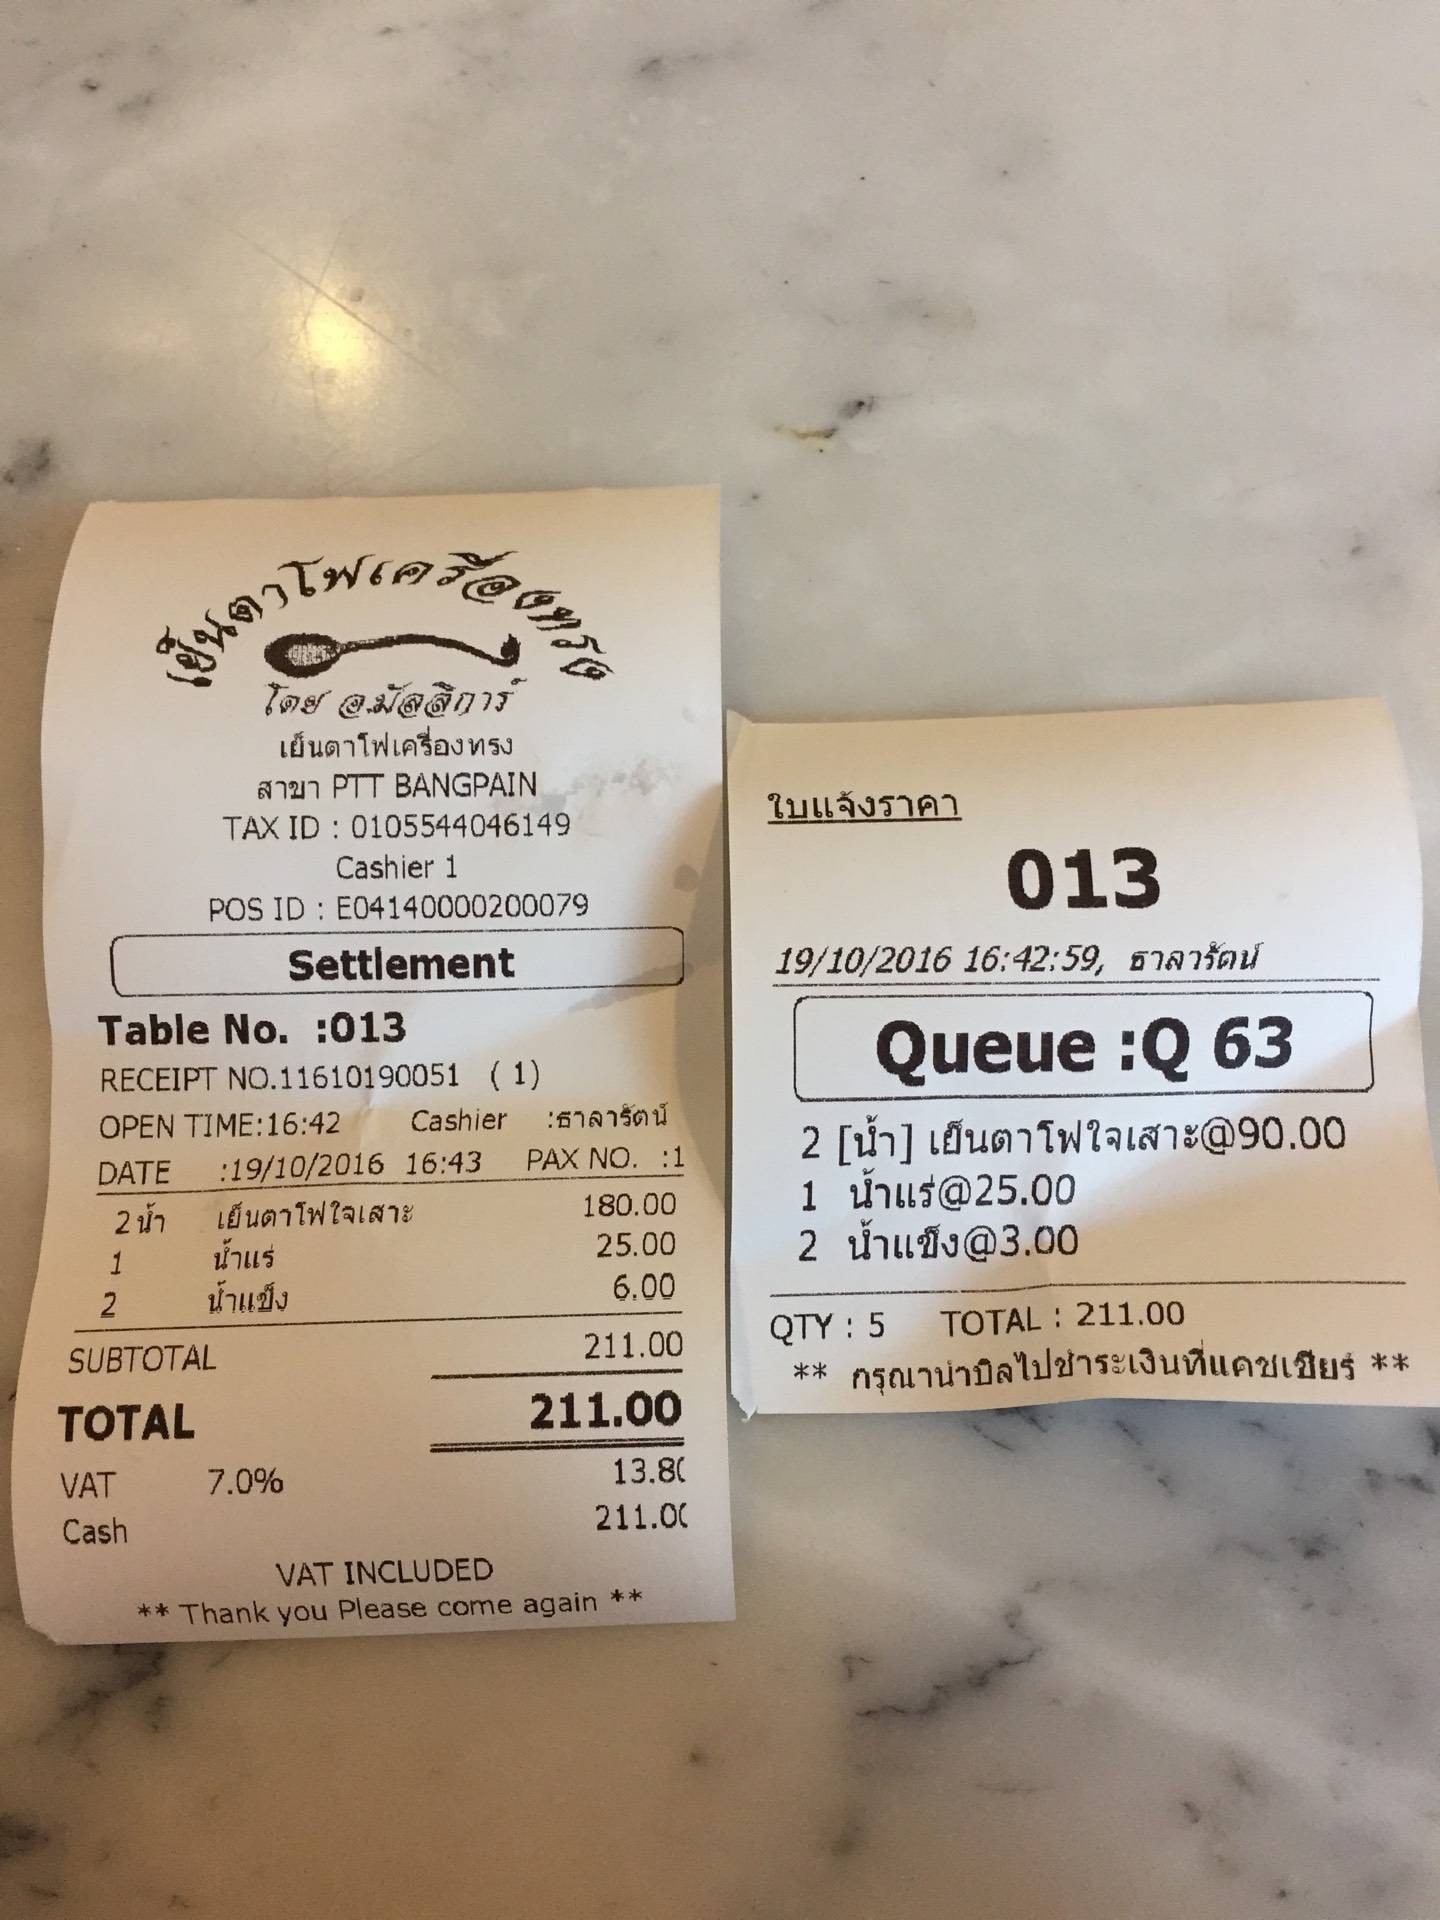 เย็นตาโฟเครื่องทรง
โดย อ.มัลลิการ์
เย็นตาโฟเครื่องทรง
สาขา PTT BANGPAIN
TAX ID : 0105544046149
Cashier 1
POS ID : E04140000200079
Settlement
Table No. :013
RECEIPT NO.11610190051 ( 1)
OPEN TIME:16:42 Cashier :ธาลารัตน์
DATE :19/10/2016 16:43 PAX NO. :1
2น้ำ เย็นตาโฟใจเสาะ 180.00
1 น้ำแร่ 25.00
2 น้ำแข็ง 6.00
SUBTOTAL 211.00
TOTAL 211.00
VAT 7.0% 13.80
Cash 211.00
VAT INCLUDED
** Thank you Please come again **
ใบแจ้งราคา
013
19/10/2016 16:42:59, ธาลารัตน์
Queue :Q 63
2 [น้ำ] เย็นตาโฟใจเสาะ@90.00
1 น้ำแร่@25.00
2 น้ำแข็ง@3.00
QTY : 5 TOTAL : 211.00
** กรุณานำบิลไปชำระเงินที่แคชเชียร์ **